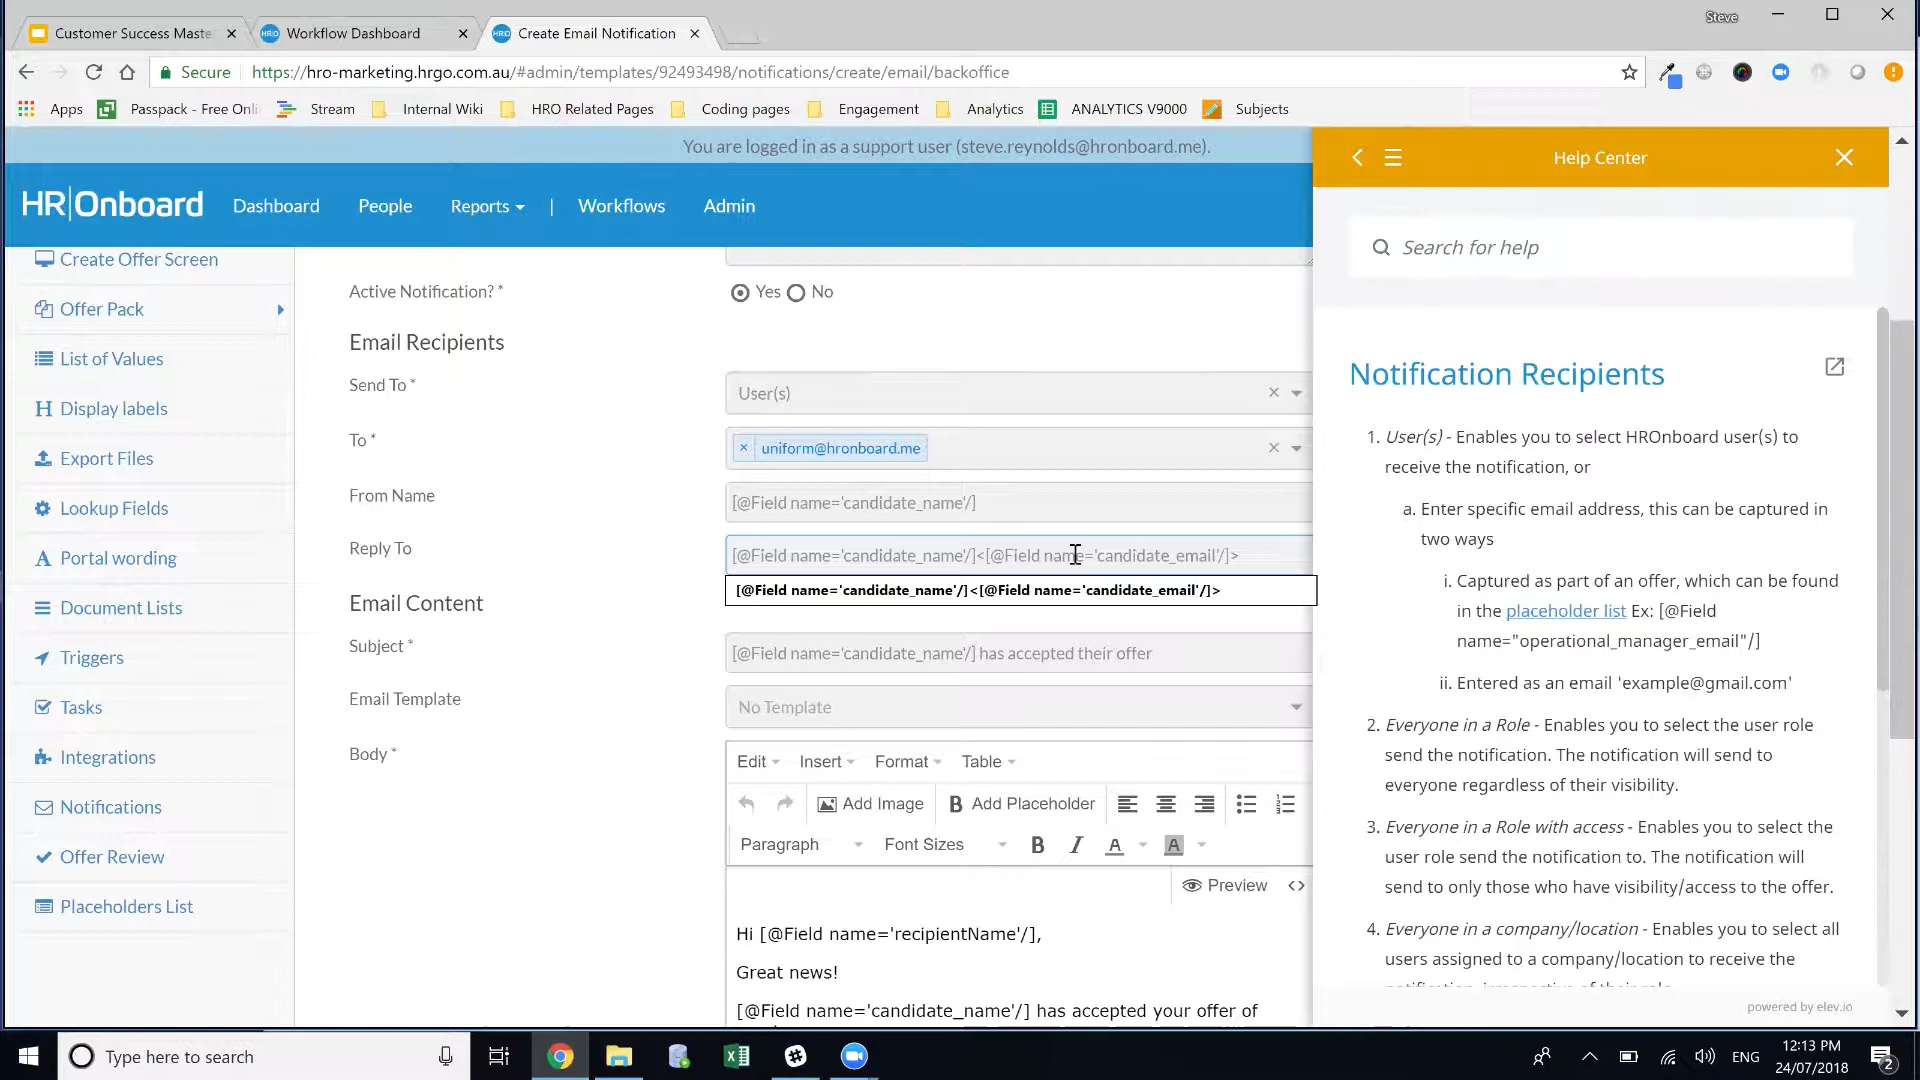 Steve
Customer Success Maste
Workflow Dashboard
Create Email Notification
Secure
https://hro-marketing.hrgo.com.au/#admin/templates/92493498/notifications/create/email/backoffice
Apps
Passpack - Free Onli
Stream
Internal Wiki
HRO Related Pages
Coding pages
Engagement
Analytics
ANALYTICS V9000
Subjects
You are logged in as a support user (steve.reynolds@hronboard.me).
HR|Onboard
Dashboard
People
Reports
Workflows
Admin
Create Offer Screen
Offer Pack
List of Values
Display labels
Export Files
Lookup Fields
Portal wording
Document Lists
Triggers
Tasks
Integrations
Notifications
Offer Review
Placeholders List
Active Notification? *
Yes
No
Email Recipients
Send To *
User(s)
To *
uniform@hronboard.me
From Name
[@Field name='candidate_name'/]
Reply To
[@Field name='candidate_name'/]<[@Field name='candidate_email'/]>
[@Field name='candidate_name'/]<[@Field name='candidate_email'/]>
Email Content
Subject *
[@Field name='candidate_name'/] has accepted their offer
Email Template
No Template
Body *
Edit
Insert
Format
Table
Add Image
B Add Placeholder
Paragraph
Font Sizes
B
I
A
A
Preview
Hi [@Field name='recipientName'/],
Great news!
[@Field name='candidate_name'/] has accepted your offer of
Help Center
Search for help
Notification Recipients
1. User(s) - Enables you to select HROnboard user(s) to
receive the notification, or
a. Enter specific email address, this can be captured in
two ways
i. Captured as part of an offer, which can be found
in the placeholder list Ex: [@Field
name="operational_manager_email"/]
ii. Entered as an email 'example@gmail.com'
2. Everyone in a Role - Enables you to select the user role
send the notification. The notification will send to
everyone regardless of their visibility.
3. Everyone in a Role with access - Enables you to select the
user role send the notification to. The notification will
send to only those who have visibility/access to the offer.
4. Everyone in a company/location - Enables you to select all
users assigned to a company/location to receive the
powered by elev.io
Type here to search
ENG
12:13 PM
24/07/2018
2